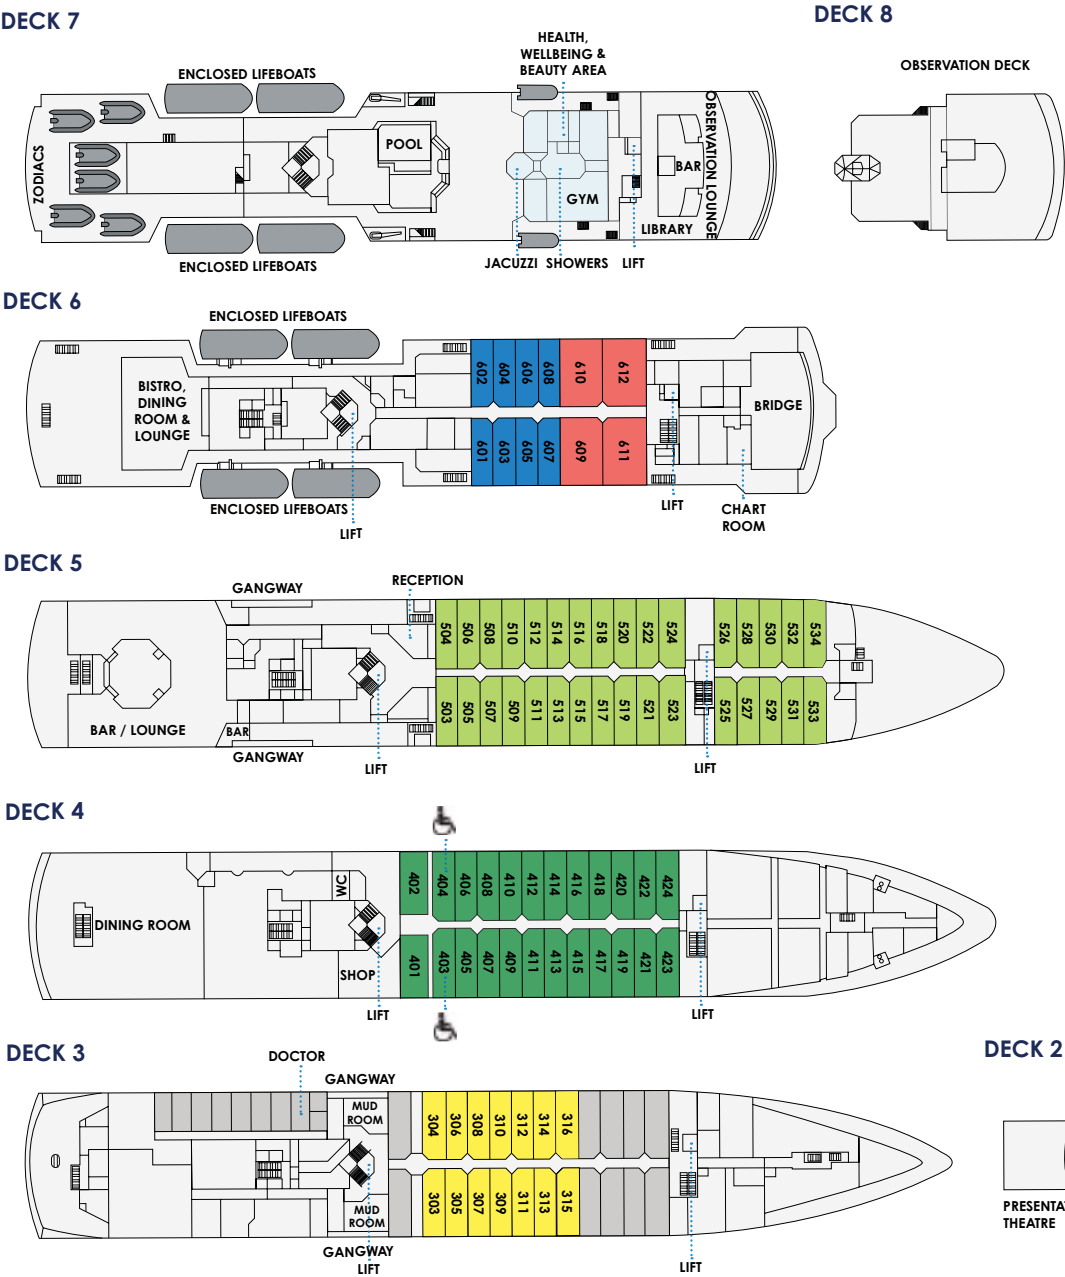 DECK 7
DECK 8
HEALTH,
WELLBEING &
BEAUTY AREA
ENCLOSED LIFEBOATS
OBSERVATION DECK
ZODIACS
POOL
GYM
BAR
OBSERVATION LOUNGE
LIBRARY
ENCLOSED LIFEBOATS
JACUZZI
SHOWERS
LIFT
DECK 6
ENCLOSED LIFEBOATS
BISTRO,
DINING
ROOM &
LOUNGE
602
604
606
608
610
612
601
603
605
607
609
611
BRIDGE
ENCLOSED LIFEBOATS
LIFT
LIFT
CHART
ROOM
DECK 5
GANGWAY
RECEPTION
504
506
508
510
512
514
516
518
520
522
524
526
528
530
532
534
503
505
507
509
511
513
515
517
519
521
523
525
527
529
531
533
BAR / LOUNGE
BAR
GANGWAY
LIFT
LIFT
DECK 4
WC
402
404
406
408
410
412
414
416
418
420
422
424
DINING ROOM
SHOP
401
403
405
407
409
411
413
415
417
419
421
423
LIFT
LIFT
DECK 3
DOCTOR
GANGWAY
DECK 2
MUD
ROOM
304
306
308
310
312
314
316
303
305
307
309
311
313
315
MUD
ROOM
GANGWAY
LIFT
LIFT
PRESENTA
THEATRE